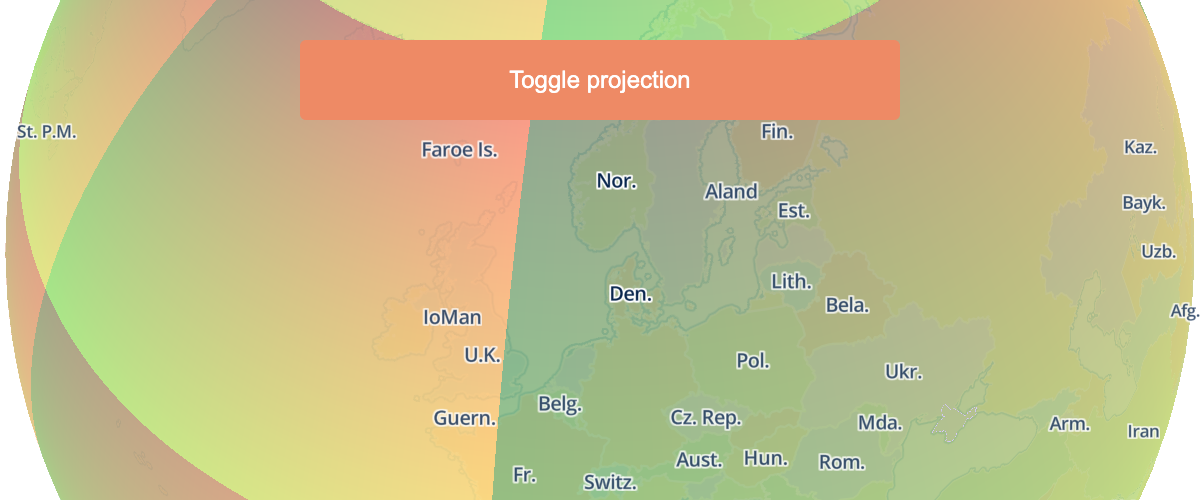 Toggle projection
St. P.M.
Fin.
Faroe Is.
Kaz.
Nor.
Aland
Est.
Bayk.
Uzb.
Lith.
Den.
Bela.
Afg.
IoMan
U.K.
Pol.
Ukr.
Belg.
Guern.
Cz. Rep.
Mda.
Arm.
Iran
Aust.
Hun.
Rom.
Fr.
Switz.